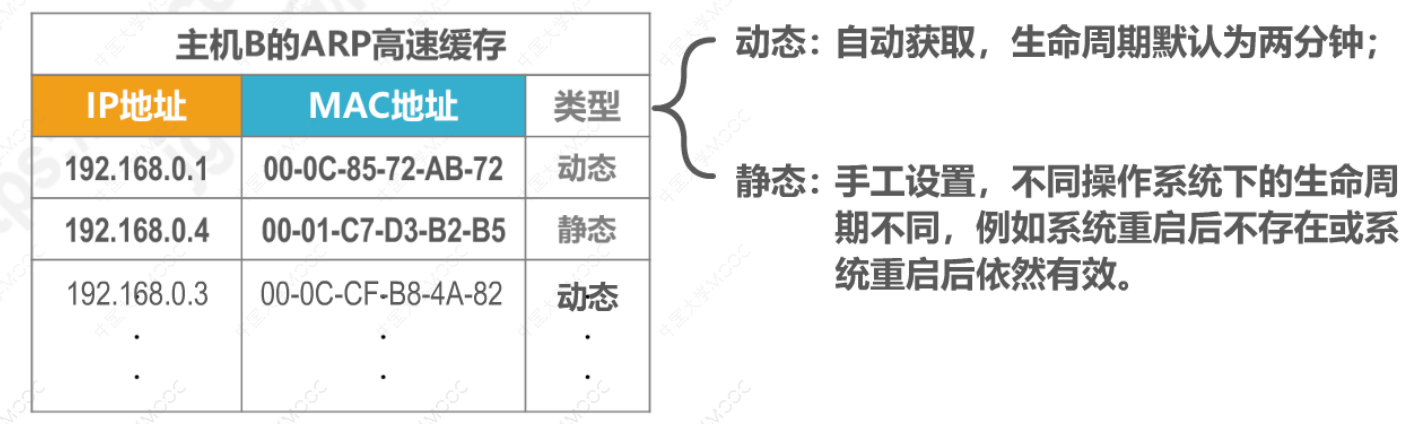 主机B的ARP高速缓存
IP地址 MAC地址 类型
192.168.0.1 00-0C-85-72-AB-72 动态
192.168.0.4 00-01-C7-D3-B2-B5 静态
192.168.0.3 00-0C-CF-B8-4A-82 动态
动态：自动获取，生命周期默认为两分钟；
静态：手工设置，不同操作系统下的生命周
期不同，例如系统重启后不存在或系
统重启后依然有效。